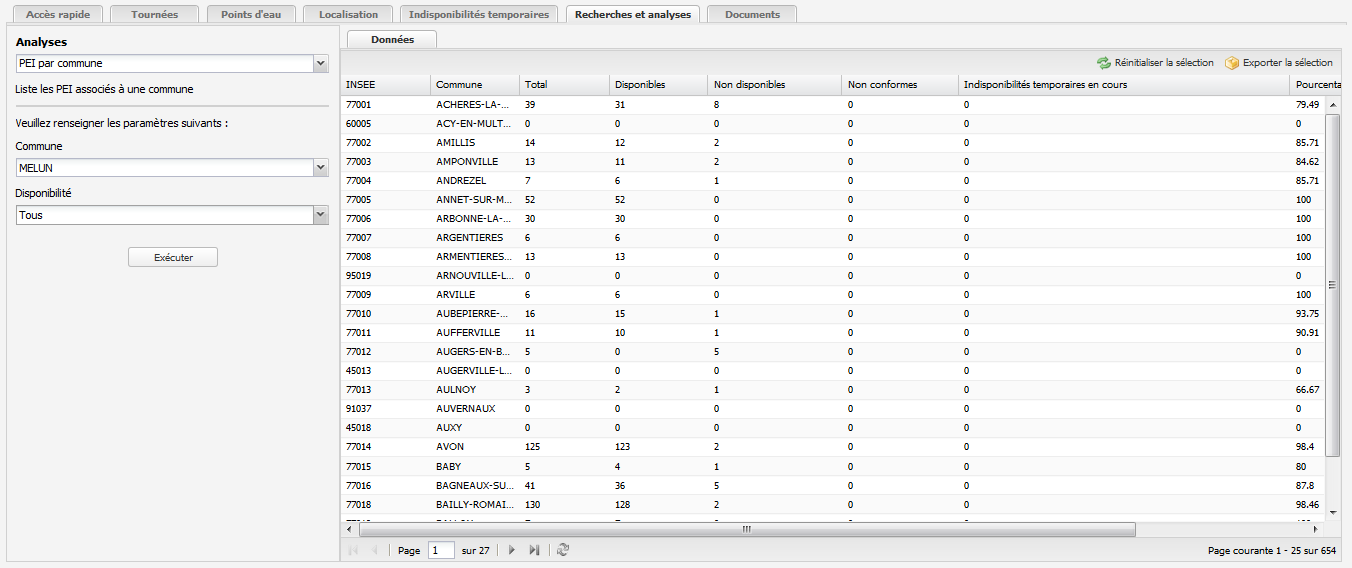 Accès rapide Tournées Points d'eau Localisation Indisponibilités temporaires Recherches et analyses Documents
Analyses
PEI par commune
Liste les PEI associés à une commune
Veuillez renseigner les paramètres suivants :
Commune
MELUN
Disponibilité
Tous
Exécuter
Données
Réinitialiser la sélection Exporter la sélection
INSEE Commune Total Disponibles Non disponibles Non conformes Indisponibilités temporaires en cours Pourcenta
77001 ACHERES-LA-... 39 31 8 0 0 79.49
60005 ACY-EN-MULT... 0 0 0 0 0 0
77002 AMILLIS 14 12 2 0 0 85.71
77003 AMPONVILLE 13 11 2 0 0 84.62
77004 ANDREZEL 7 6 1 0 0 85.71
77005 ANNET-SUR-M... 52 52 0 0 0 100
77006 ARBONNE-LA-... 30 30 0 0 0 100
77007 ARGENTIERES 6 6 0 0 0 100
77008 ARMENTIERES... 13 13 0 0 0 100
95019 ARNOUVILLE-L... 0 0 0 0 0 0
77009 ARVILLE 6 6 0 0 0 100
77010 AUBEPIERRE-... 16 15 1 0 0 93.75
77011 AUFFERVILLE 11 10 1 0 0 90.91
77012 AUGERS-EN-B... 5 0 5 0 0 0
45013 AUGERVILLE-L... 0 0 0 0 0 0
77013 AULNOY 3 2 1 0 0 66.67
91037 AUVERNAUX 0 0 0 0 0 0
45018 AUXY 0 0 0 0 0 0
77014 AVON 125 123 2 0 0 98.4
77015 BABY 5 4 1 0 0 80
77016 BAGNEAUX-SU... 41 36 5 0 0 87.8
77018 BAILLY-ROMAI... 130 128 2 0 0 98.46
Page 1 sur 27 Page courante 1 - 25 sur 654